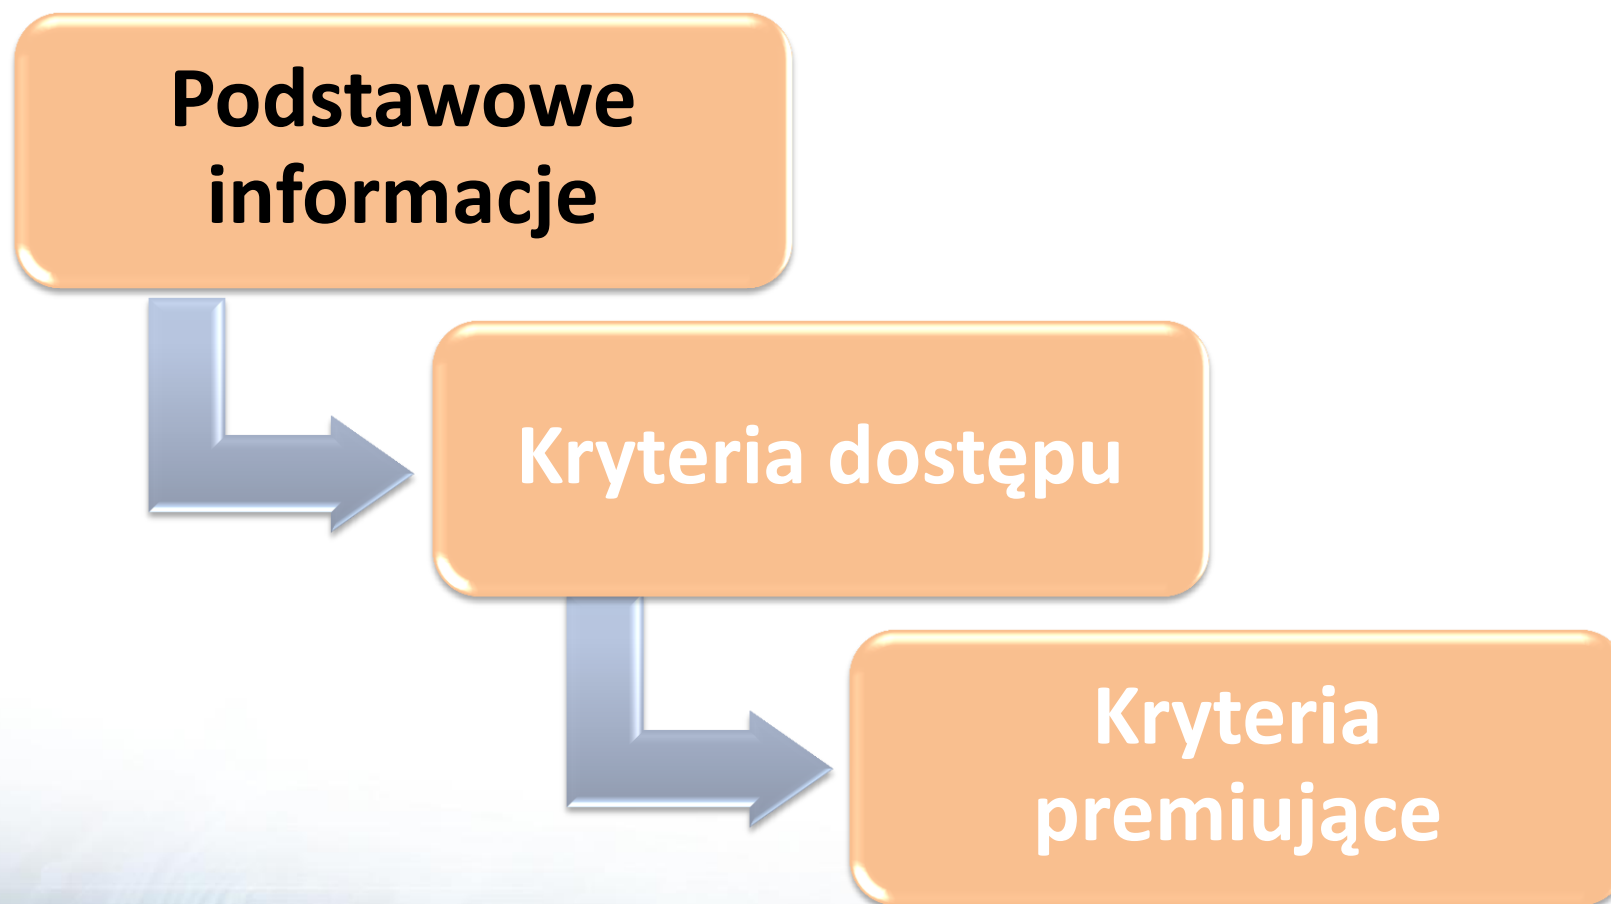 Podstawowe
informacje
Kryteria dostępu
Kryteria
premiujące